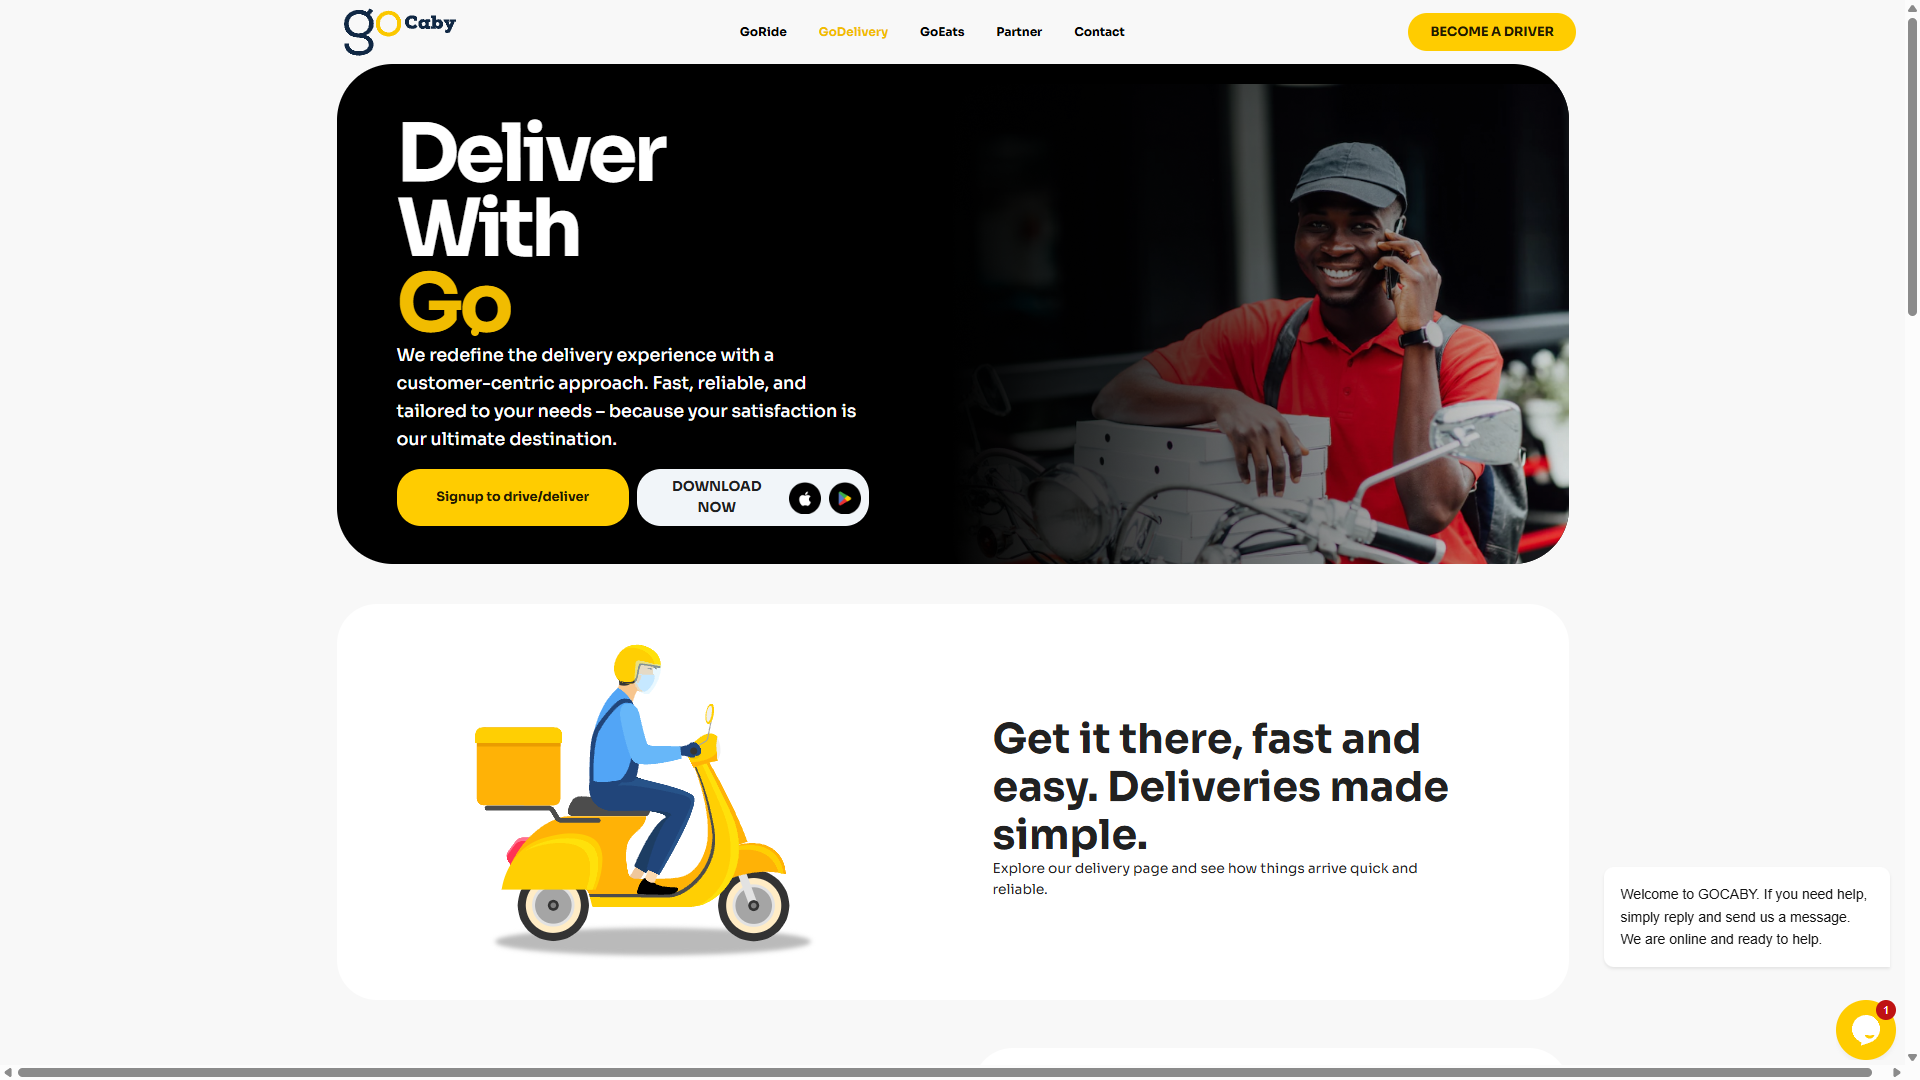 go Caby
GoRide
GoDelivery
GoEats
Partner
Contact
BECOME A DRIVER
Deliver
With
Go
We redefine the delivery experience with a
customer-centric approach. Fast, reliable, and
tailored to your needs – because your satisfaction is
our ultimate destination.
Signup to drive/deliver
DOWNLOAD
NOW
Get it there, fast and
easy. Deliveries made
simple.
Explore our delivery page and see how things arrive quick and
reliable.
Welcome to GOCABY. If you need help,
simply reply and send us a message.
We are online and ready to help.
1